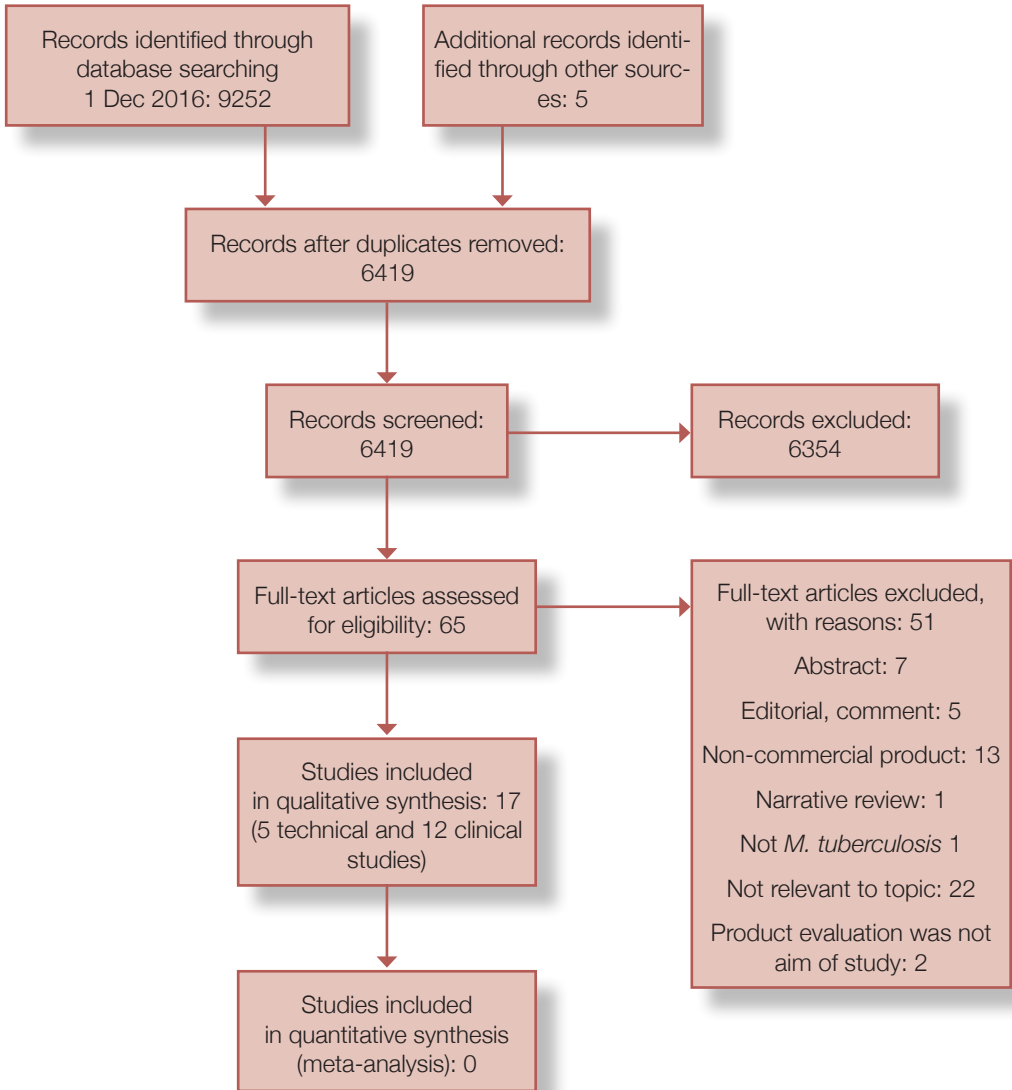 Records identified through
database searching
1 Dec 2016: 9252
Additional records identi-
fied through other sourc-
es: 5
Records after duplicates removed:
6419
Records screened:
6419
Records excluded:
6354
Full-text articles assessed
for eligibility: 65
Full-text articles excluded,
with reasons: 51
Abstract: 7
Editorial, comment: 5
Non-commercial product: 13
Narrative review: 1
Not M. tuberculosis 1
Not relevant to topic: 22
Product evaluation was not
aim of study: 2
Studies included
in qualitative synthesis: 17
(5 technical and 12 clinical
studies)
Studies included
in quantitative synthesis
(meta-analysis): 0